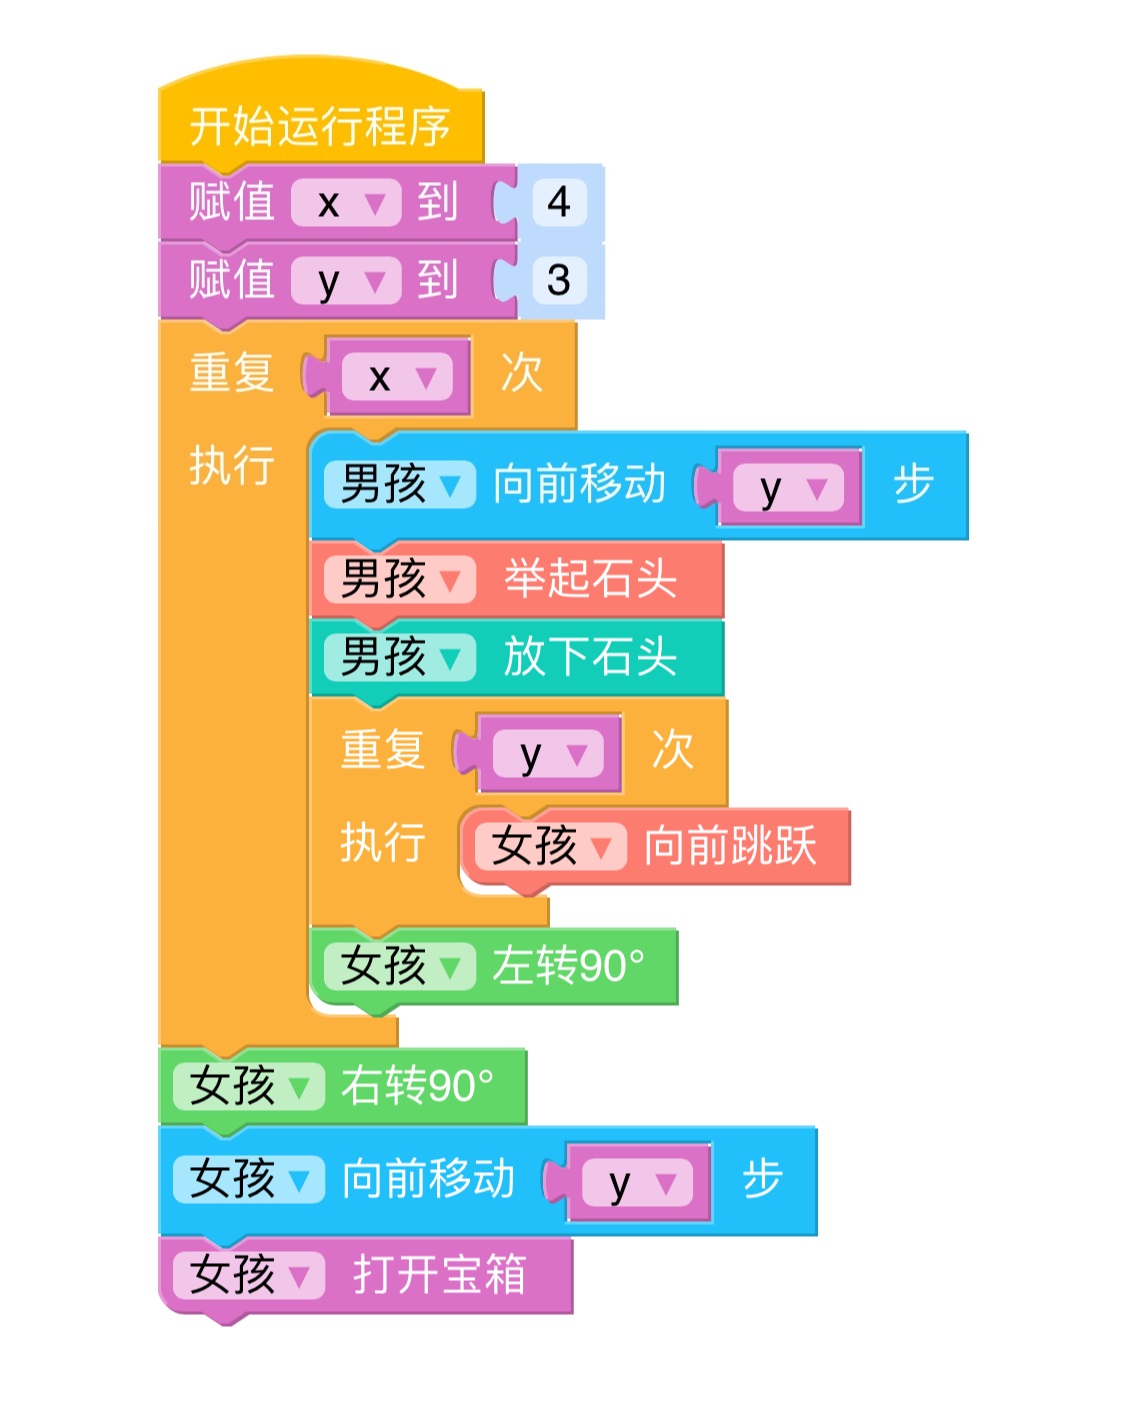 开始运行程序
赋值 x ▼ 到 4
赋值 y ▼ 到 3
重复 x ▼ 次
执行
男孩 ▼ 向前移动 y ▼ 步
男孩 ▼ 举起石头
男孩 ▼ 放下石头
重复 y ▼ 次
执行 女孩 ▼ 向前跳跃
女孩 ▼ 左转90°
女孩 ▼ 右转90°
女孩 ▼ 向前移动 y ▼ 步
女孩 ▼ 打开宝箱